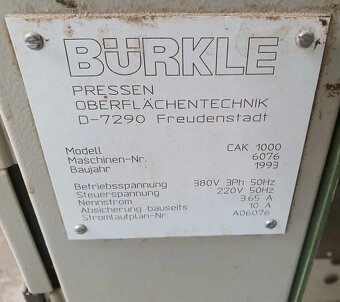 BÜRKLE
PRESSEN
OBERFLÄCHENTECHNIK
D-7290 Freudenstadt
Modell CAK 1000
Maschinen-Nr. 6076
Baujahr 1993
Betriebsspannung 380V 3Ph 50Hz
Steuerspannung 220V 50Hz
Nennstrom 3.65 A
Absicherung bauseits 10 A
Stromlaufplan-Nr. A06076